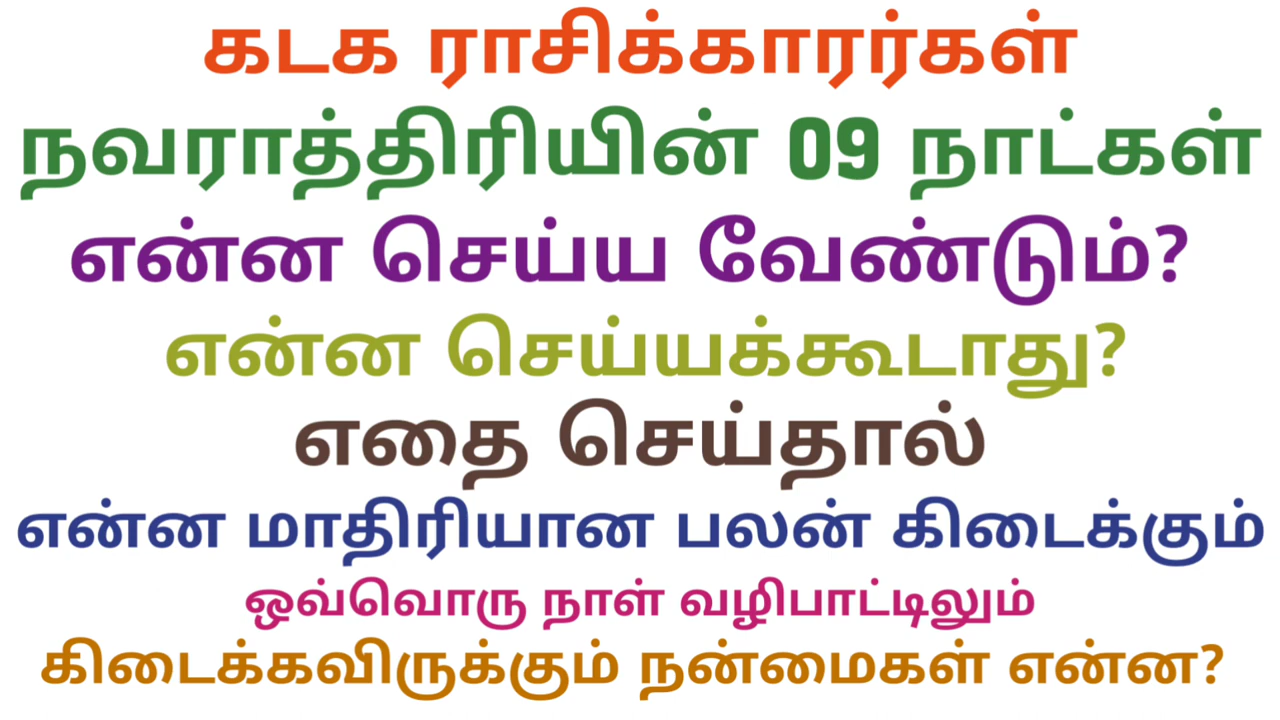 கடக ராசிக்காரர்கள்
நவராத்திரியின் 09 நாட்கள்
என்ன செய்ய வேண்டும்?
என்ன செய்யக்கூடாது?
எதை செய்தால்
என்ன மாதிரியான பலன் கிடைக்கும்
ஒவ்வொரு நாள் வழிபாட்டிலும்
கிடைக்கவிருக்கும் நன்மைகள் என்ன?